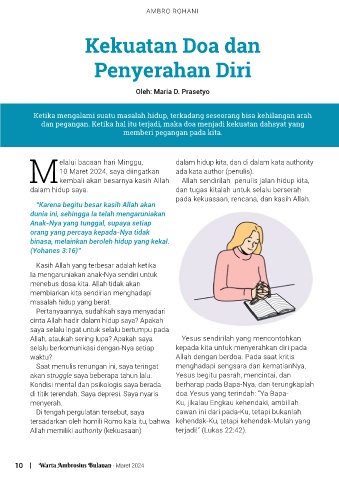 AMBRO ROHANI
Kekuatan Doa dan
Penyerahan Diri
Oleh: Maria D. Prasetyo
Ketika mengalami suatu masalah hidup, terkadang seseorang bisa kehilangan arah
dan pegangan. Ketika hal itu terjadi, maka doa menjadi kekuatan dahsyat yang
memberi pegangan pada kita.
Melalui bacaan hari Minggu,
10 Maret 2024, saya diingatkan
kembali akan besarnya kasih Allah
dalam hidup saya.
"Karena begitu besar kasih Allah akan
dunia ini, sehingga Ia telah mengaruniakan
Anak-Nya yang tunggal, supaya setiap
orang yang percaya kepada-Nya tidak
binasa, melainkan beroleh hidup yang kekal.
(Yohanes 3:16)"
Kasih Allah yang terbesar adalah ketika
Ia mengaruniakan anak-Nya sendiri untuk
menebus dosa kita. Allah tidak akan
membiarkan kita sendirian menghadapi
masalah hidup yang berat.
Pertanyaannya, sudahkah saya menyadari
cinta Allah hadir dalam hidup saya? Apakah
saya selalu ingat untuk selalu bertumpu pada
Allah, ataukah sering lupa? Apakah saya
selalu berkomunikasi dengan-Nya setiap
waktu?
Saat menulis renungan ini, saya teringat
akan struggle saya beberapa tahun lalu.
Kondisi mental dan psikologis saya berada
di titik terendah. Saya depresi. Saya nyaris
menyerah.
Di tengah pergulatan tersebut, saya
tersadarkan oleh homili Romo kala itu, bahwa
Allah memiliki authority (kekuasaan)
dalam hidup kita, dan di dalam kata authority
ada kata author (penulis).
Allah sendirilah penulis jalan hidup kita,
dan tugas kitalah untuk selalu berserah
pada kekuasaan, rencana, dan kasih Allah.
Yesus sendirilah yang mencontohkan
kepada kita untuk menyerahkan diri pada
Allah dengan berdoa. Pada saat kritis
menghadapi sengsara dan kematianNya,
Yesus begitu pasrah, mencintai, dan
berharap pada Bapa-Nya, dan terungkaplah
doa Yesus yang terindah: "Ya Bapa-
Ku, jikalau Engkau kehendaki, ambillah
cawan ini dari pada-Ku, tetapi bukanlah
kehendak-Ku, tetapi kehendak-Mulah yang
terjadi!" (Lukas 22:42).
10 | Warta Ambrosius Bulanan - Maret 2024